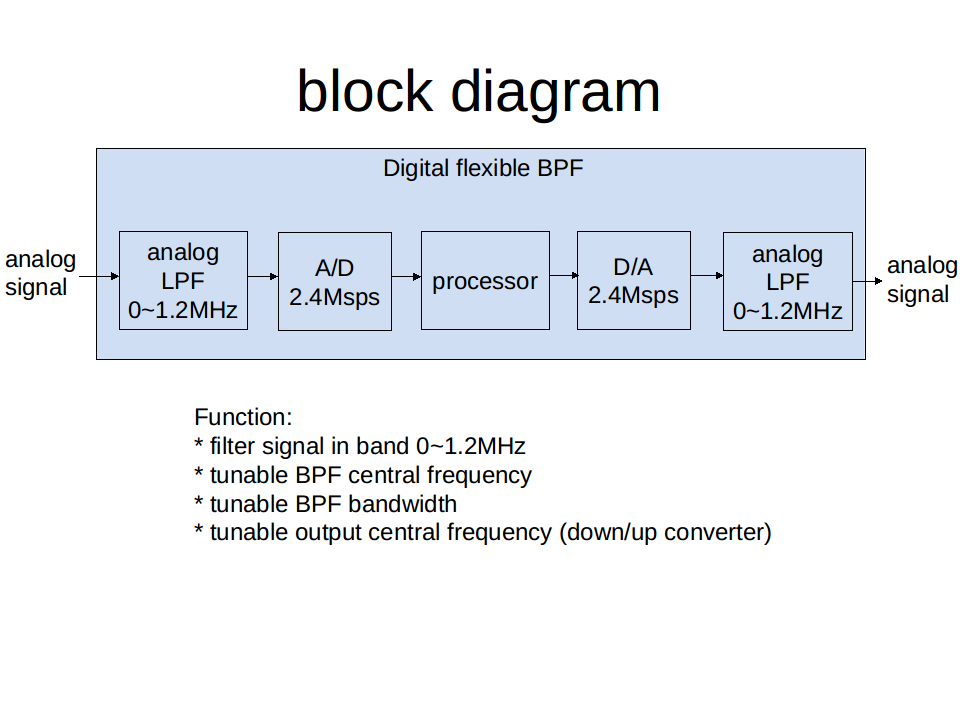 block diagram
Digital flexible BPF
analog
signal
analog
LPF
0~1.2MHz
A/D
2.4Msps
processor
D/A
2.4Msps
analog
LPF
0~1.2MHz
analog
signal
Function:
* filter signal in band 0~1.2MHz
* tunable BPF central frequency
* tunable BPF bandwidth
* tunable output central frequency (down/up converter)